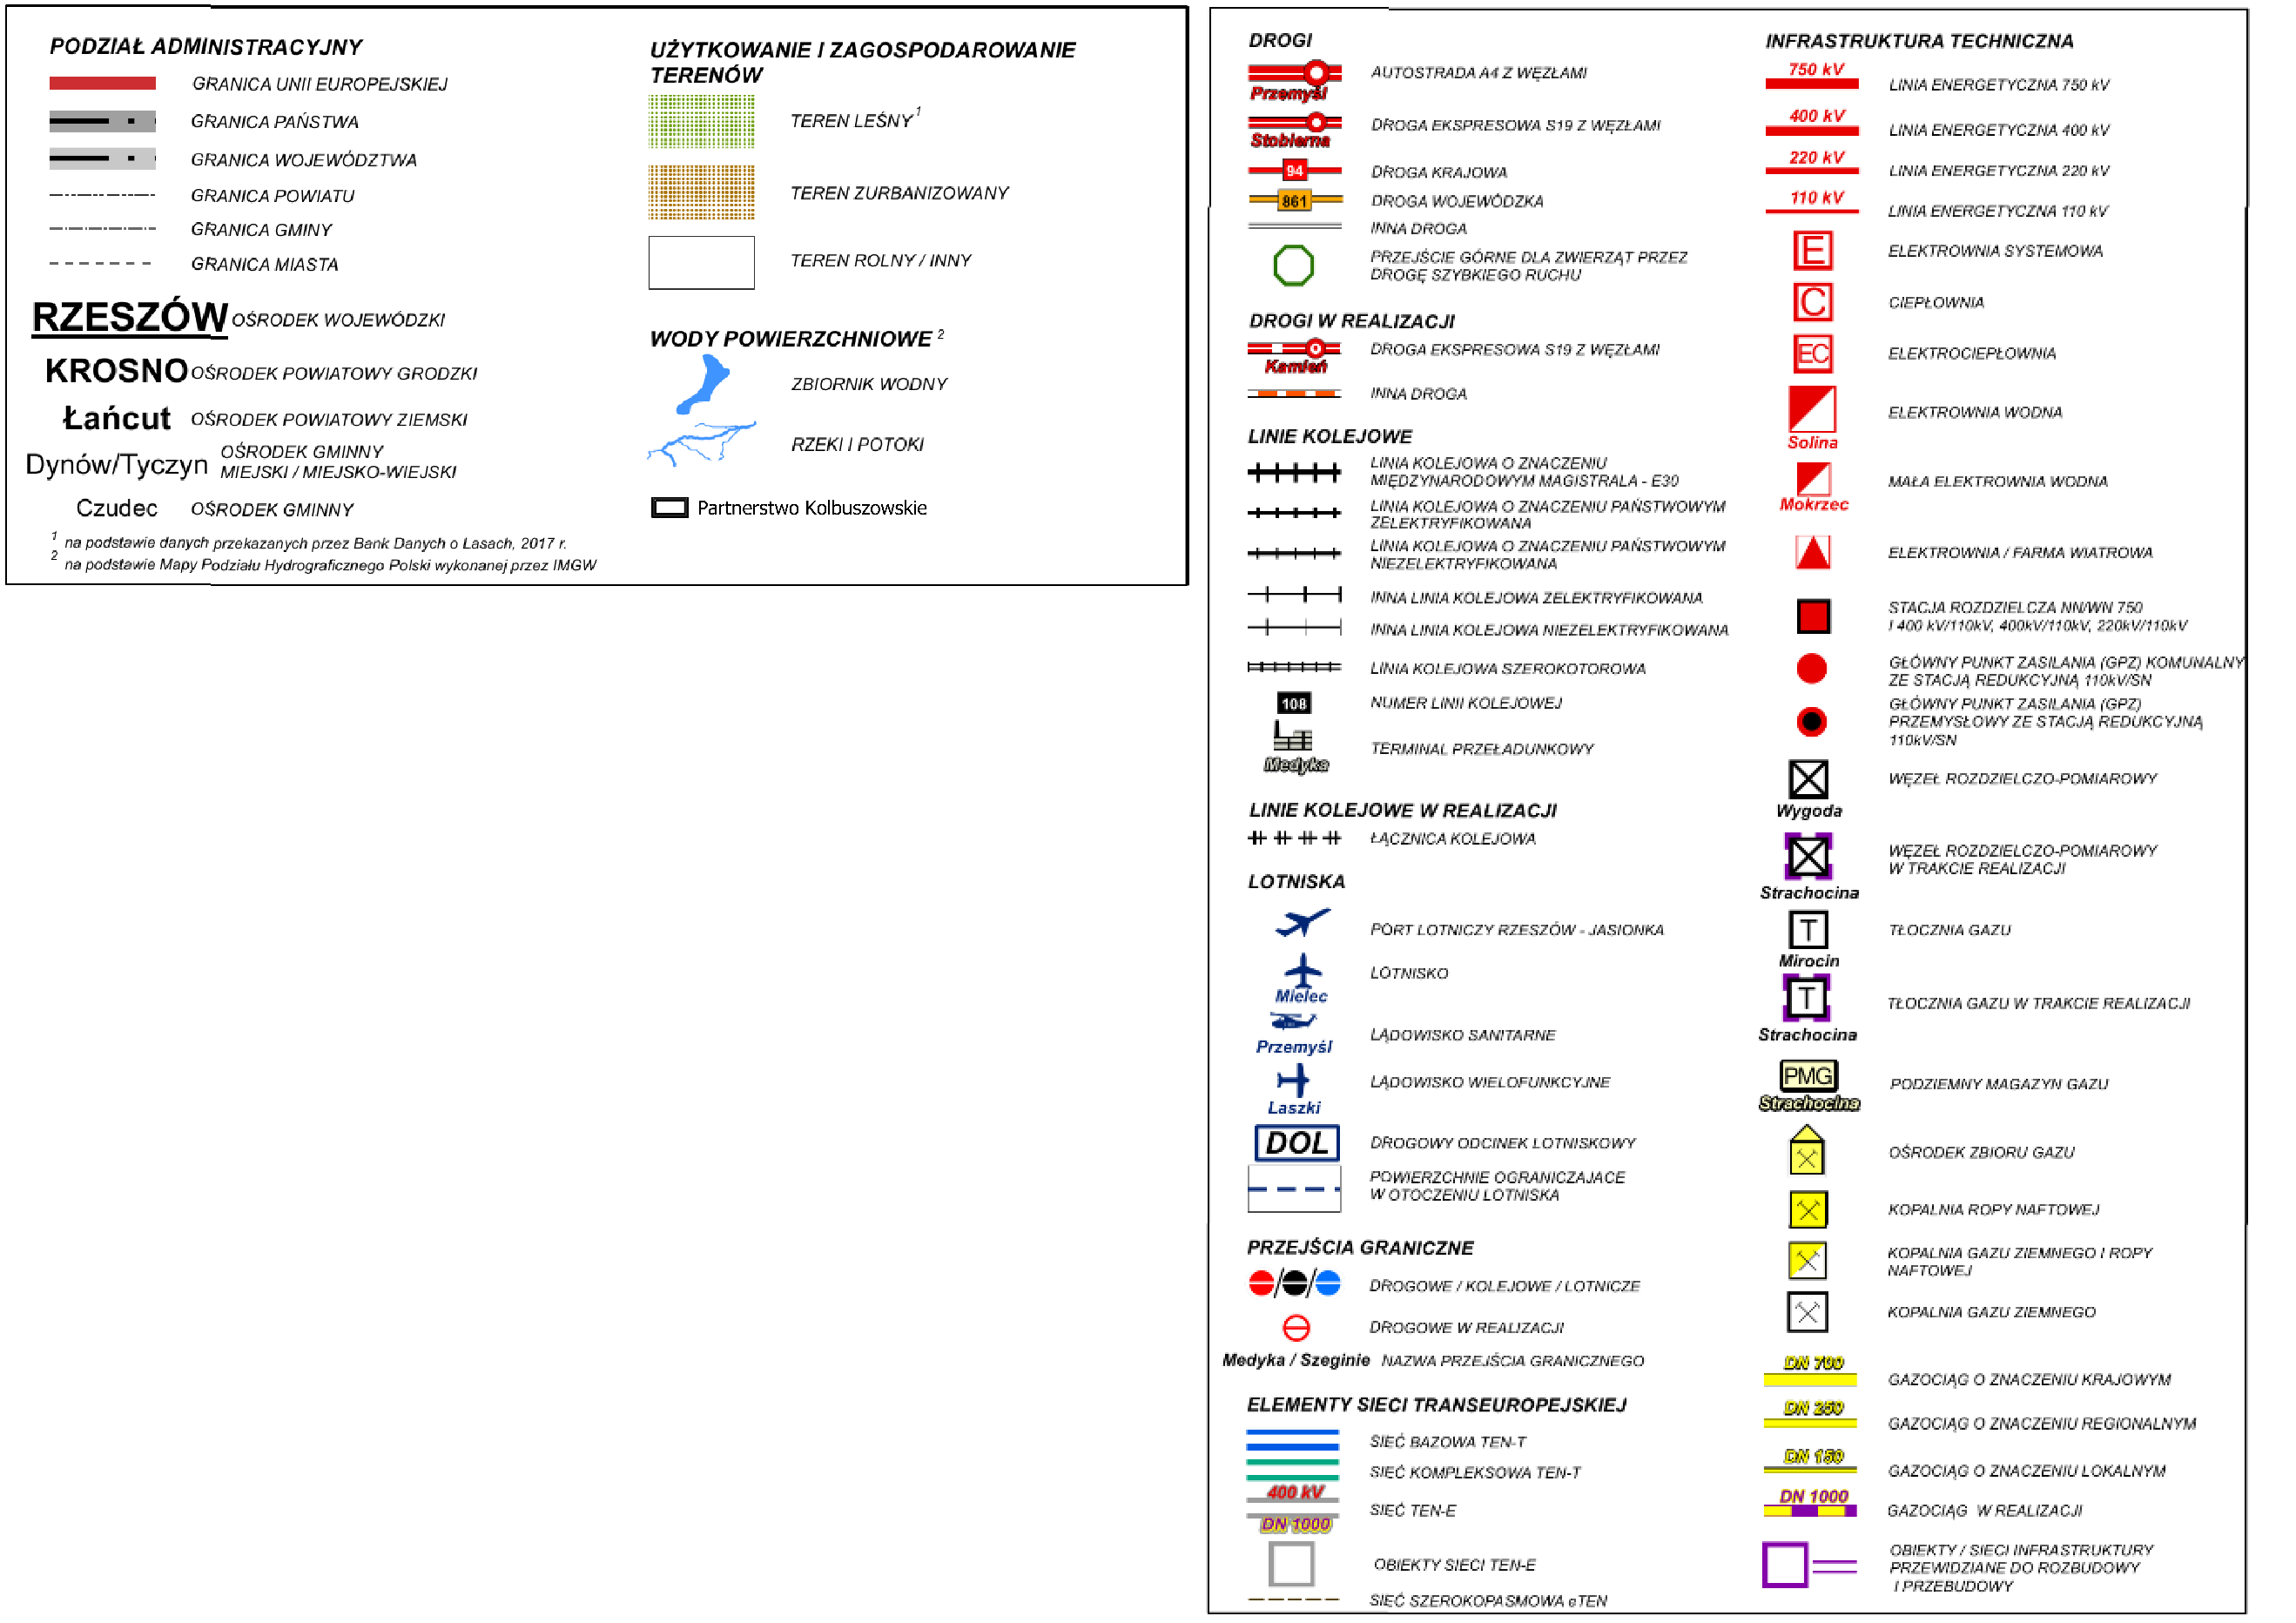 PODZIAŁ ADMINISTRACYJNY
GRANICA UNII EUROPEJSKIEJ
GRANICA PAŃSTWA
GRANICA WOJEWÓDZTWA
GRANICA POWIATU
GRANICA GMINY
GRANICA MIASTA
RZESZÓW OŚRODEK WOJEWÓDZKI
KROSNO OŚRODEK POWIATOWY GRODZKI
Łańcut OŚRODEK POWIATOWY ZIEMSKI
Dynów/Tyczyn OŚRODEK GMINNY
MIEJSKI / MIEJSKO-WIEJSKI
Czudec OŚRODEK GMINNY
1 na podstawie danych przekazanych przez Bank Danych o Lasach, 2017 r.
2 na podstawie Mapy Podziału Hydrograficznego Polski wykonanej przez IMGW
UŻYTKOWANIE I ZAGOSPODAROWANIE
TERENÓW
TEREN LEŚNY 1
TEREN ZURBANIZOWANY
TEREN ROLNY / INNY
WODY POWIERZCHNIOWE 2
ZBIORNIK WODNY
RZEKI I POTOKI
Partnerstwo Kolbuszowskie
DROGI
Przemyśl AUTOSTRADA A4 Z WĘZŁAMI
Stobierna DROGA EKSPRESOWA S19 Z WĘZŁAMI
94 DROGA KRAJOWA
861 DROGA WOJEWÓDZKA
INNA DROGA
PRZEJŚCIE GÓRNE DLA ZWIERZĄT PRZEZ
DROGĘ SZYBKIEGO RUCHU
DROGI W REALIZACJI
Kamień DROGA EKSPRESOWA S19 Z WĘZŁAMI
INNA DROGA
LINIE KOLEJOWE
LINIA KOLEJOWA O ZNACZENIU
MIĘDZYNARODOWYM MAGISTRALA - E30
LINIA KOLEJOWA O ZNACZENIU PAŃSTWOWYM
ZELEKTRYFIKOWANA
LINIA KOLEJOWA O ZNACZENIU PAŃSTWOWYM
NIEZELEKTRYFIKOWANA
INNA LINIA KOLEJOWA ZELEKTRYFIKOWANA
INNA LINIA KOLEJOWA NIEZELEKTRYFIKOWANA
LINIA KOLEJOWA SZEROKOTOROWA
108 NUMER LINII KOLEJOWEJ
Medyka TERMINAL PRZEŁADUNKOWY
LINIE KOLEJOWE W REALIZACJI
ŁĄCZNICA KOLEJOWA
LOTNISKA
PORT LOTNICZY RZESZÓW - JASIONKA
Mielec LOTNISKO
Przemyśl LĄDOWISKO SANITARNE
Laszki LĄDOWISKO WIELOFUNKCYJNE
DOL DROGOWY ODCINEK LOTNISKOWY
POWIERZCHNIE OGRANICZAJACE
W OTOCZENIU LOTNISKA
PRZEJŚCIA GRANICZNE
DROGOWE / KOLEJOWE / LOTNICZE
DROGOWE W REALIZACJI
Medyka / Szeginie NAZWA PRZEJŚCIA GRANICZNEGO
ELEMENTY SIECI TRANSEUROPEJSKIEJ
SIEĆ BAZOWA TEN-T
SIEĆ KOMPLEKSOWA TEN-T
400 kV
SIEĆ TEN-E
DN 1000
OBIEKTY SIECI TEN-E
SIEĆ SZEROKOPASMOWA eTEN
INFRASTRUKTURA TECHNICZNA
750 kV LINIA ENERGETYCZNA 750 kV
400 kV LINIA ENERGETYCZNA 400 kV
220 kV LINIA ENERGETYCZNA 220 kV
110 kV LINIA ENERGETYCZNA 110 kV
E ELEKTROWNIA SYSTEMOWA
C CIEPŁOWNIA
EC ELEKTROCIEPŁOWNIA
ELEKTROWNIA WODNA
Solina
MAŁA ELEKTROWNIA WODNA
Mokrzec
ELEKTROWNIA / FARMA WIATROWA
STACJA ROZDZIELCZA NN/WN 750
I 400 kV/110kV, 400kV/110kV, 220kV/110kV
GŁÓWNY PUNKT ZASILANIA (GPZ) KOMUNALNY
ZE STACJĄ REDUKCYJNĄ 110kV/SN
GŁÓWNY PUNKT ZASILANIA (GPZ)
PRZEMYSŁOWY ZE STACJĄ REDUKCYJNĄ
110kV/SN
WĘZEŁ ROZDZIELCZO-POMIAROWY
Wygoda
WĘZEŁ ROZDZIELCZO-POMIAROWY
W TRAKCIE REALIZACJI
Strachocina
T TŁOCZNIA GAZU
Mirocin
T TŁOCZNIA GAZU W TRAKCIE REALIZACJI
Strachocina
PMG PODZIEMNY MAGAZYN GAZU
Strachocina
OŚRODEK ZBIORU GAZU
KOPALNIA ROPY NAFTOWEJ
KOPALNIA GAZU ZIEMNEGO I ROPY
NAFTOWEJ
KOPALNIA GAZU ZIEMNEGO
DN 700 GAZOCIĄG O ZNACZENIU KRAJOWYM
DN 250 GAZOCIĄG O ZNACZENIU REGIONALNYM
DN 150 GAZOCIĄG O ZNACZENIU LOKALNYM
DN 1000 GAZOCIĄG W REALIZACJI
OBIEKTY / SIECI INFRASTRUKTURY
PRZEWIDZIANE DO ROZBUDOWY
I PRZEBUDOWY